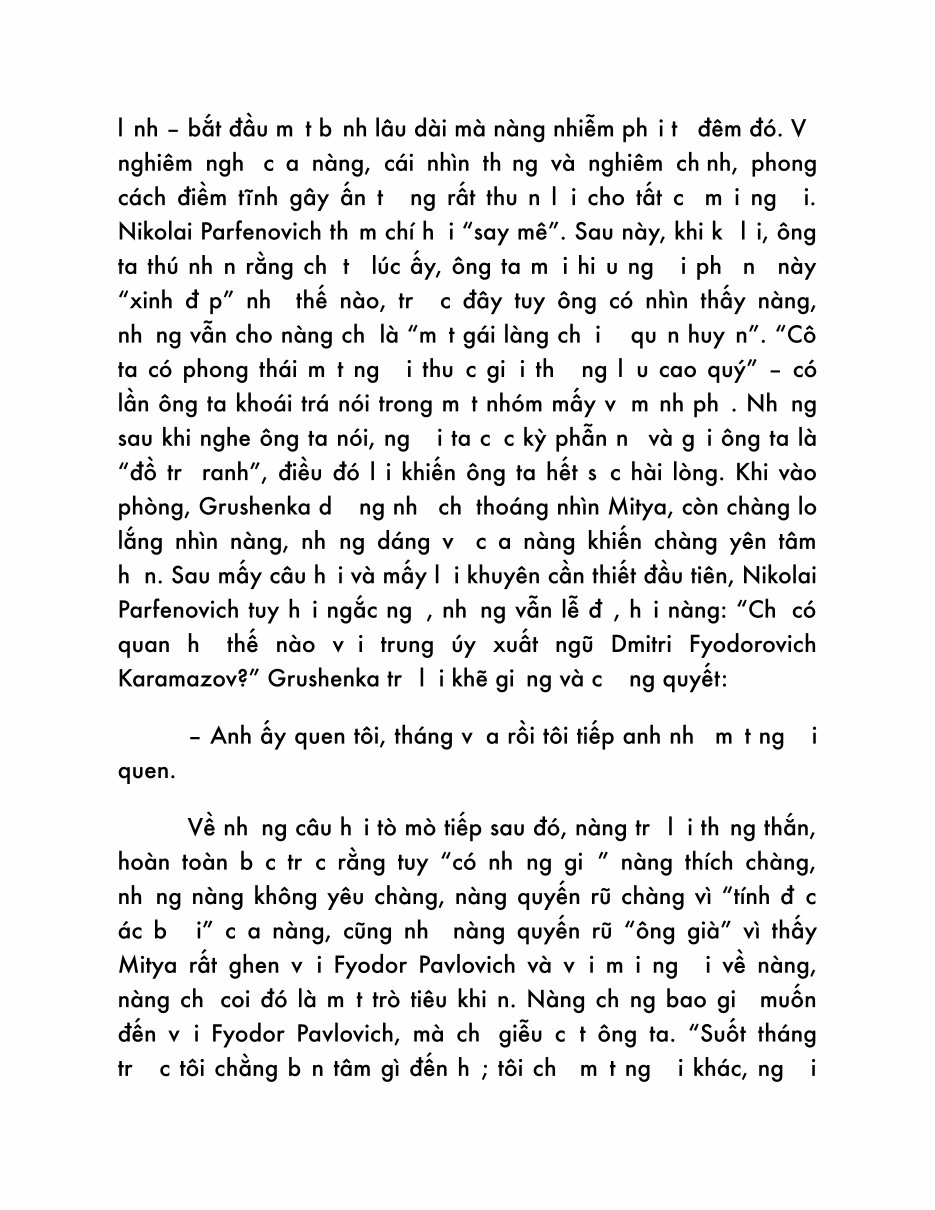 l nh – bắt đầu m t b nh lâu dài mà nàng nhiễm ph i t đêm đó. V
nghiêm ngh c a nàng, cái nhìn th ng và nghiêm ch nh, phong
cách điềm tĩnh gây ấn t ng rất thu n l i cho tất c m i ng i.
Nikolai Parfenovich th m chí h i “say mê”. Sau này, khi k l i, ông
ta thú nh n rằng ch t lúc ấy, ông ta m i hi u ng i ph n này
“xinh đ p” nh thế nào, tr c đây tuy ông có nhìn thấy nàng,
nh ng vẫn cho nàng ch là “m t gái làng ch i qu n huy n”. “Cô
ta có phong thái m t ng i thu c gi i th ng l u cao quý” – có
lần ông ta khoái trá nói trong m t nhóm mấy v m nh ph . Nh ng
sau khi nghe ông ta nói, ng i ta c c kỳ phẫn n và g i ông ta là
“đồ tr ranh”, điều đó l i khiến ông ta hết s c hài lòng. Khi vào
phòng, Grushenka d ng nh ch thoáng nhìn Mitya, còn chàng lo
lắng nhìn nàng, nh ng dáng v c a nàng khiến chàng yên tâm
h n. Sau mấy câu h i và mấy l i khuyên cần thiết đầu tiên, Nikolai
Parfenovich tuy h i ngắc ng , nh ng vẫn lễ đ , h i nàng: “Ch có
quan h thế nào v i trung úy xuất ngũ Dmitri Fyodorovich
Karamazov?” Grushenka tr l i khẽ gi ng và c ng quyết:
– Anh ấy quen tôi, tháng v a rồi tôi tiếp anh nh m t ng i
quen.
Về nh ng câu h i tò mò tiếp sau đó, nàng tr l i th ng thắn,
hoàn toàn b c tr c rằng tuy “có nh ng gi ” nàng thích chàng,
nh ng nàng không yêu chàng, nàng quyến rũ chàng vì “tính đ c
ác b i” c a nàng, cũng nh nàng quyến rũ “ông già” vì thấy
Mitya rất ghen v i Fyodor Pavlovich và v i m i ng i về nàng,
nàng ch coi đó là m t trò tiêu khi n. Nàng ch ng bao gi muốn
đến v i Fyodor Pavlovich, mà ch giễu c t ông ta. “Suốt tháng
tr c tôi chằng b n tâm gì đến h ; tôi ch m t ng i khác, ng i